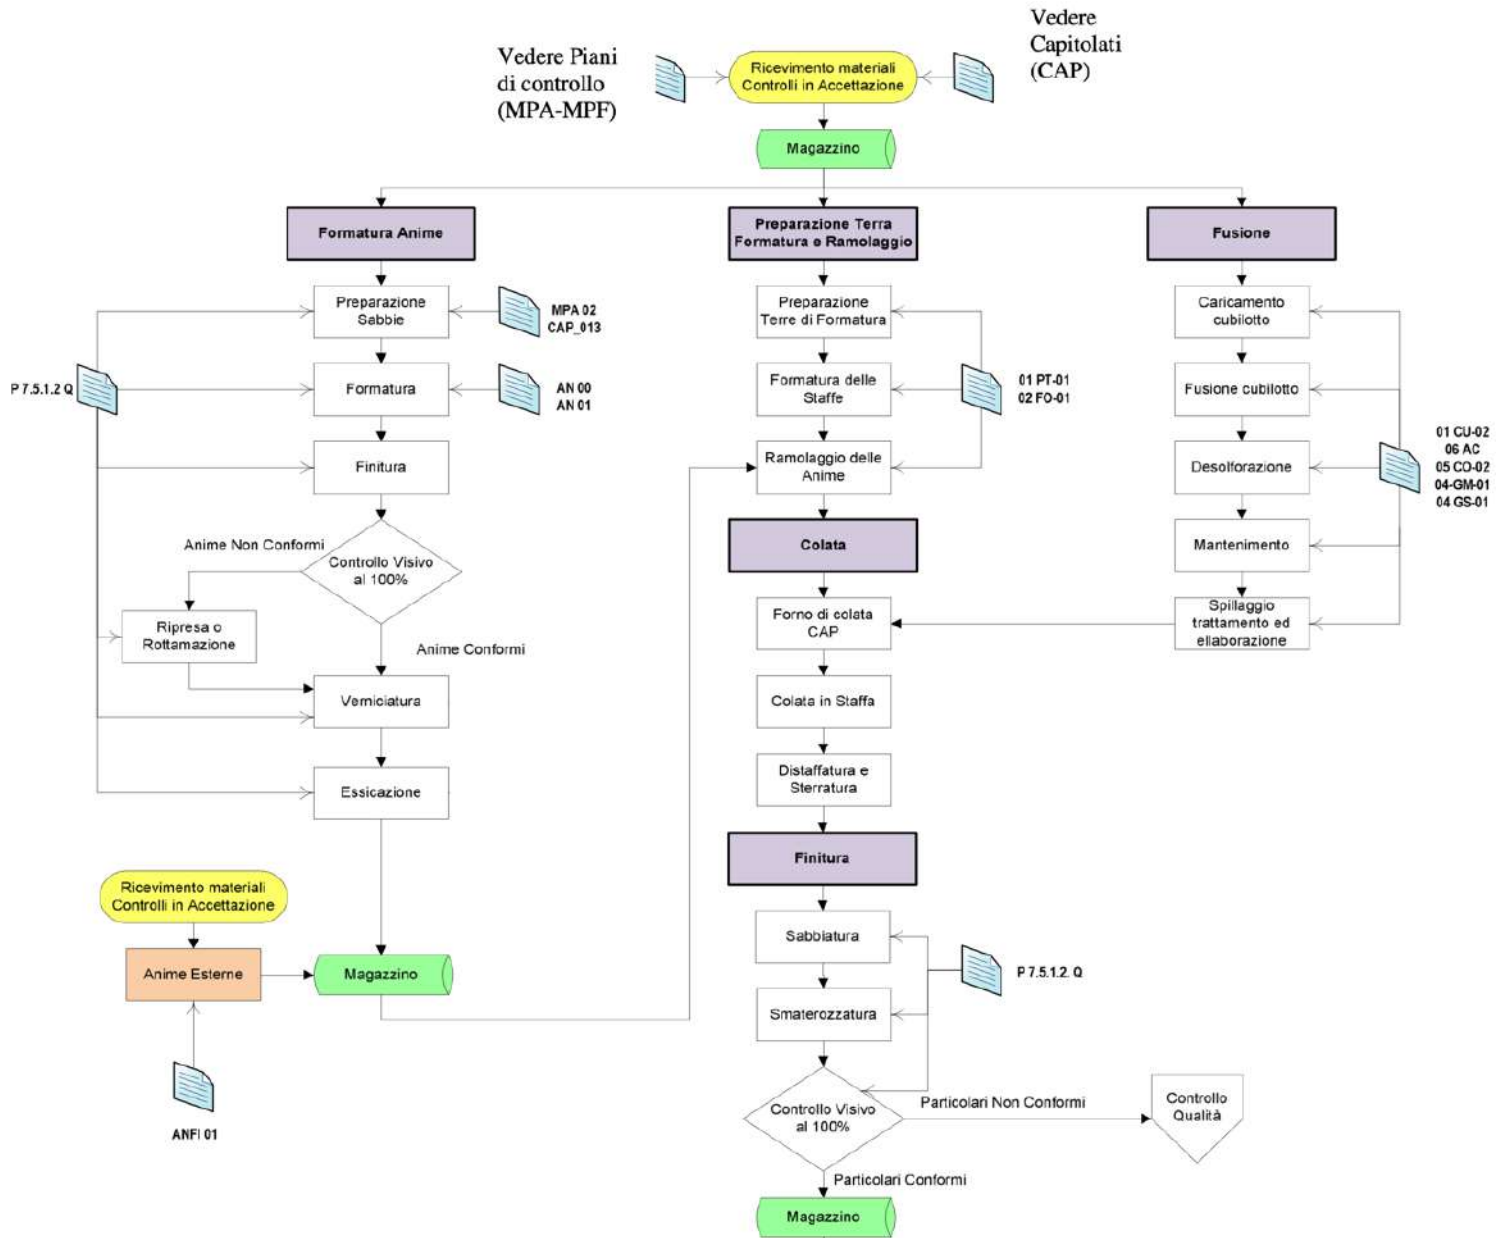 Vedere
Capitolati
(CAP)
Vedere Piani
di controllo
(MPA-MPF)
Ricevimento materiali
Controlli in Accettazione
Magazzino
Formatura Anime
Preparazione Terra
Formatura e Ramolaggio
Fusione
Preparazione
Sabbie
MPA 02
CAP_013
Preparazione
Terre di Formatura
Caricamento
cubilotto
P 7.5.1.2 Q
Formatura
AN 00
AN 01
Formatura delle
Staffe
01 PT-01
02 FO-01
Fusione cubilotto
Finitura
Ramolaggio delle
Anime
Desolforazione
01 CU-02
06 AC
05 CO-02
04-GM-01
04 GS-01
Anime Non Conformi
Controllo Visivo
al 100%
Colata
Mantenimento
Ripresa o
Rottamazione
Anime Conformi
Forno di colata
CAP
Spillaggio
trattamento ed
ellaborazione
Verniciatura
Colata in Staffa
Essicazione
Distaffatura e
Sterratura
Finitura
Ricevimento materiali
Controlli in Accettazione
Sabbiatura
Anime Esterne
Magazzino
P 7.5.1.2. Q
Smaterozzatura
ANFI 01
Controllo Visivo
al 100%
Particolari Non Conformi
Controllo
Qualità
Particolari Conformi
Magazzino